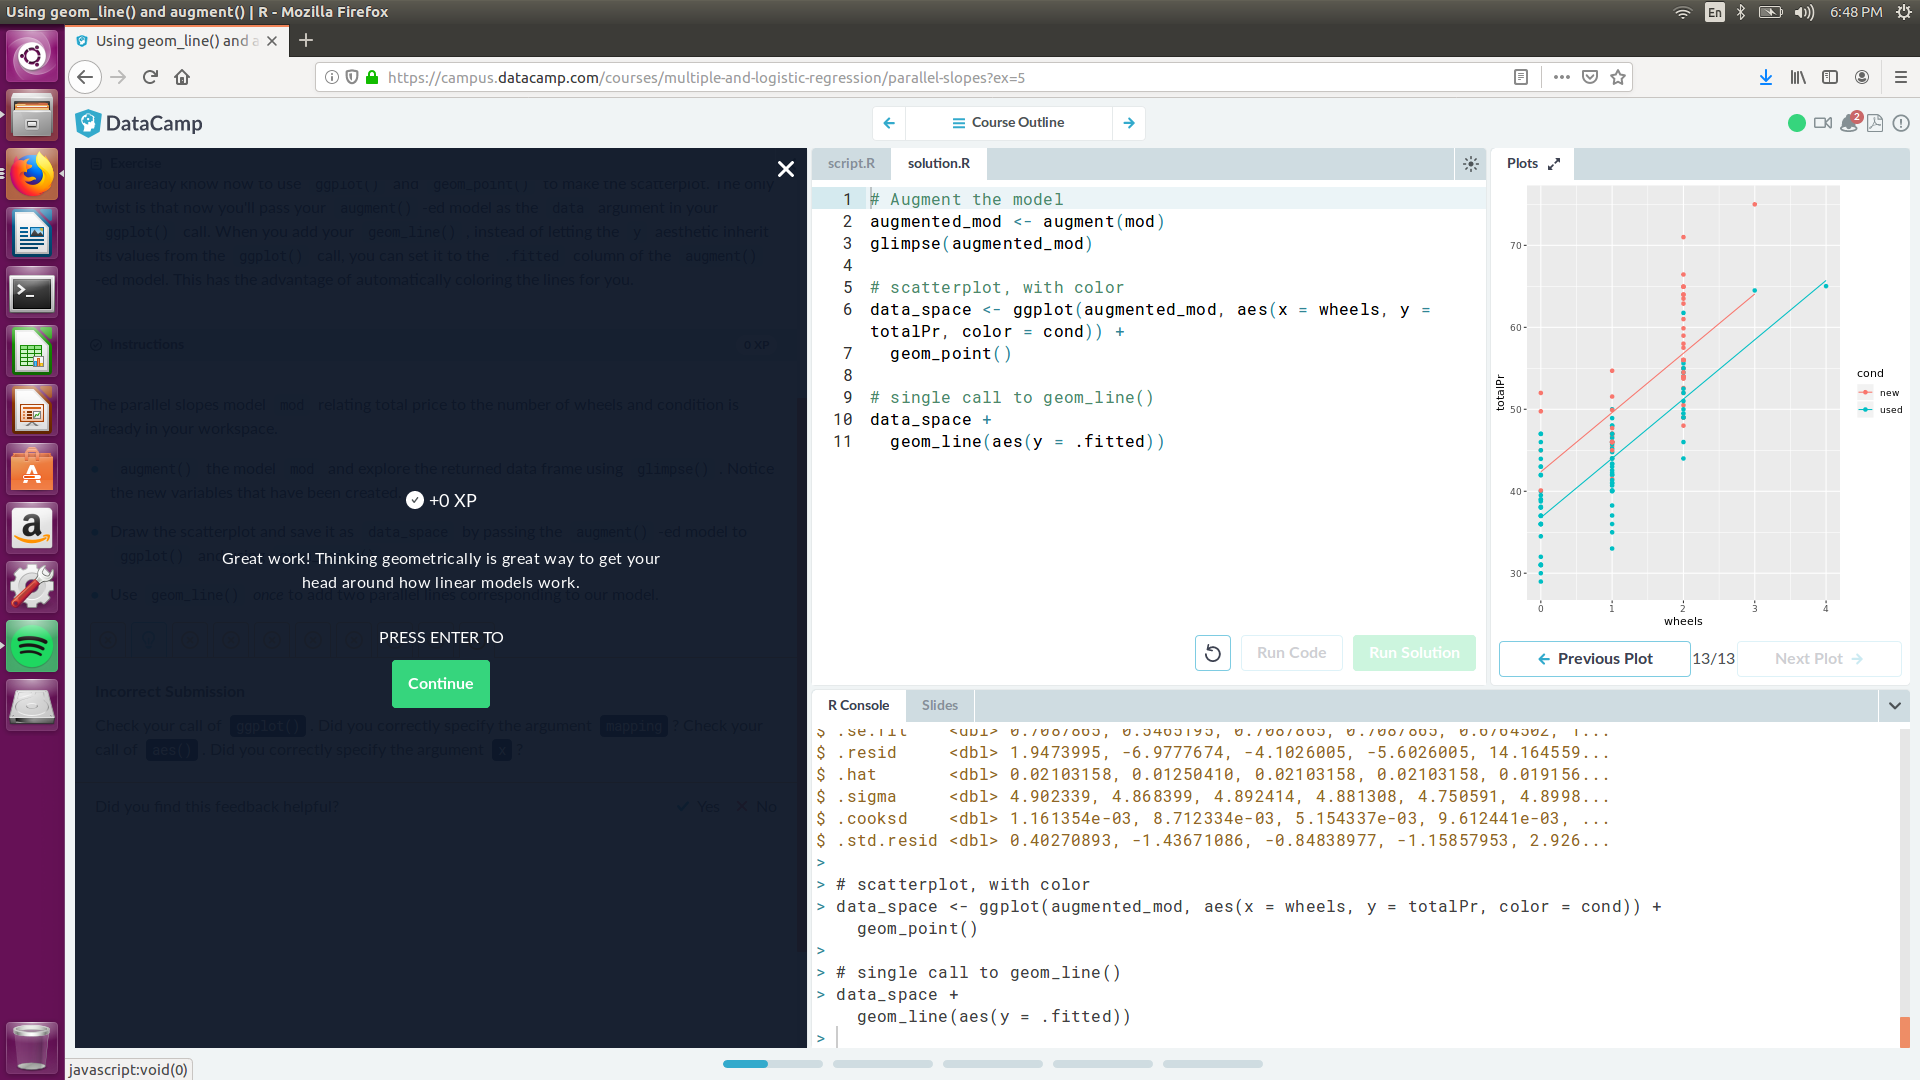 Using geom_line() and augment() | R - Mozilla Firefox
En
6:48 PM
Using geom_line() and a
https://campus.datacamp.com/courses/multiple-and-logistic-regression/parallel-slopes?ex=5
DataCamp
Course Outline
2
Exercise
You already know how to use ggplot() and geom_point() to make the scatterplot. The only
twist is that now you'll pass your augment() -ed model as the data argument in your
ggplot() call. When you add your geom_line() , instead of letting the y aesthetic inherit
its values from the ggplot() call, you can set it to the .fitted column of the augment()
-ed model. This has the advantage of automatically coloring the lines for you.
Instructions
0 XP
The parallel slopes model mod relating total price to the number of wheels and condition is
already in your workspace.
augment() the model mod and explore the returned data frame using glimpse() . Notice
the new variables that have been created.
Draw the scatterplot and save it as data_space by passing the augment() -ed model to
ggplot() and
Use geom_line() once to add two parallel lines corresponding to our model.
+0 XP
Great work! Thinking geometrically is great way to get your
head around how linear models work.
PRESS ENTER TO
Continue
Incorrect Submission
Check your call of ggplot() . Did you correctly specify the argument mapping ? Check your
call of aes() . Did you correctly specify the argument x ?
Did you find this feedback helpful?
Yes
No
script.R
solution.R
1 # Augment the model
2 augmented_mod <- augment(mod)
3 glimpse(augmented_mod)
4
5 # scatterplot, with color
6 data_space <- ggplot(augmented_mod, aes(x = wheels, y =
totalPr, color = cond)) +
7 geom_point()
8
9 # single call to geom_line()
10 data_space +
11 geom_line(aes(y = .fitted))
Run Code
Run Solution
Plots
70
60
50
40
30
totalPr
0 1 2 3 4
wheels
cond
new
used
Previous Plot
13/13
Next Plot
R Console
Slides
$ .se.fit <dbl> 0.7087865, 0.5465195, 0.7087865, 0.7087865, 0.6764502, 1...
$ .resid <dbl> 1.9473995, -6.9777674, -4.1026005, -5.6026005, 14.164559...
$ .hat <dbl> 0.02103158, 0.01250410, 0.02103158, 0.02103158, 0.019156...
$ .sigma <dbl> 4.902339, 4.868399, 4.892414, 4.881308, 4.750591, 4.8998...
$ .cooksd <dbl> 1.161354e-03, 8.712334e-03, 5.154337e-03, 9.612441e-03, ...
$ .std.resid <dbl> 0.40270893, -1.43671086, -0.84838977, -1.15857953, 2.926...
>
> # scatterplot, with color
> data_space <- ggplot(augmented_mod, aes(x = wheels, y = totalPr, color = cond)) +
geom_point()
>
> # single call to geom_line()
> data_space +
geom_line(aes(y = .fitted))
>
javascript:void(0)